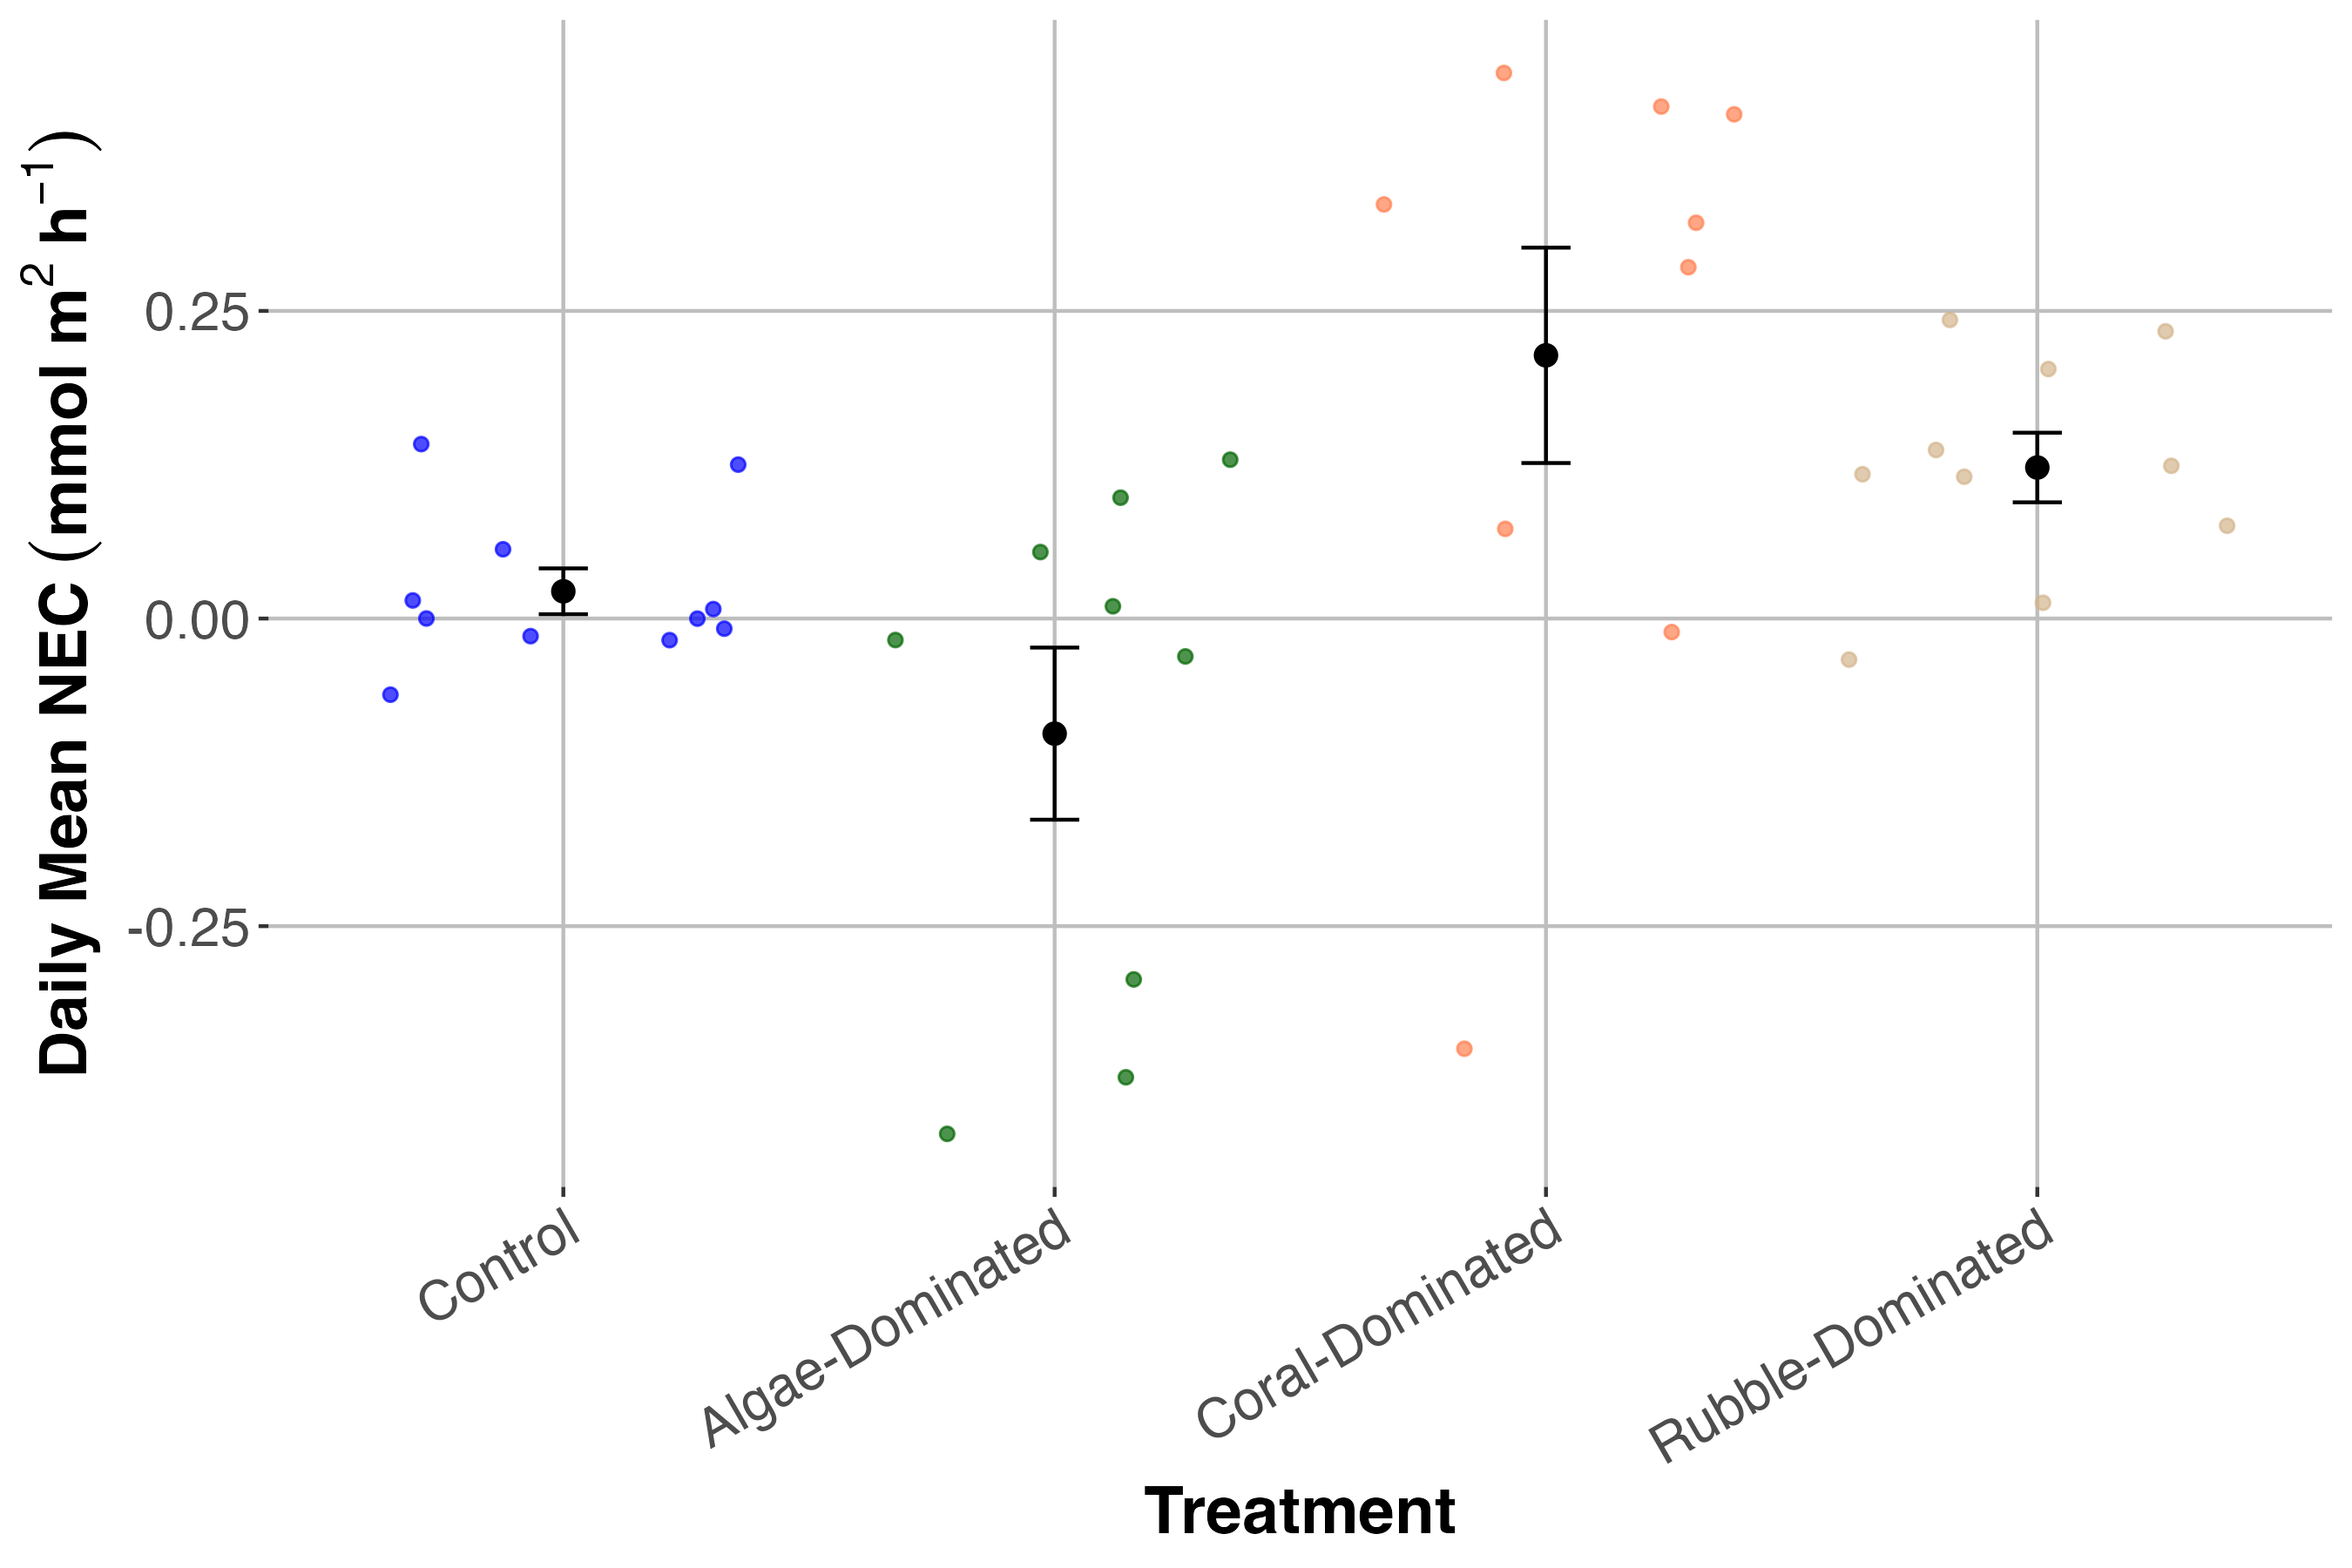 Daily Mean NEC (mmol m² h⁻¹)
0.25
0.00
-0.25
Control
Algae-Dominated
Coral-Dominated
Rubble-Dominated
Treatment